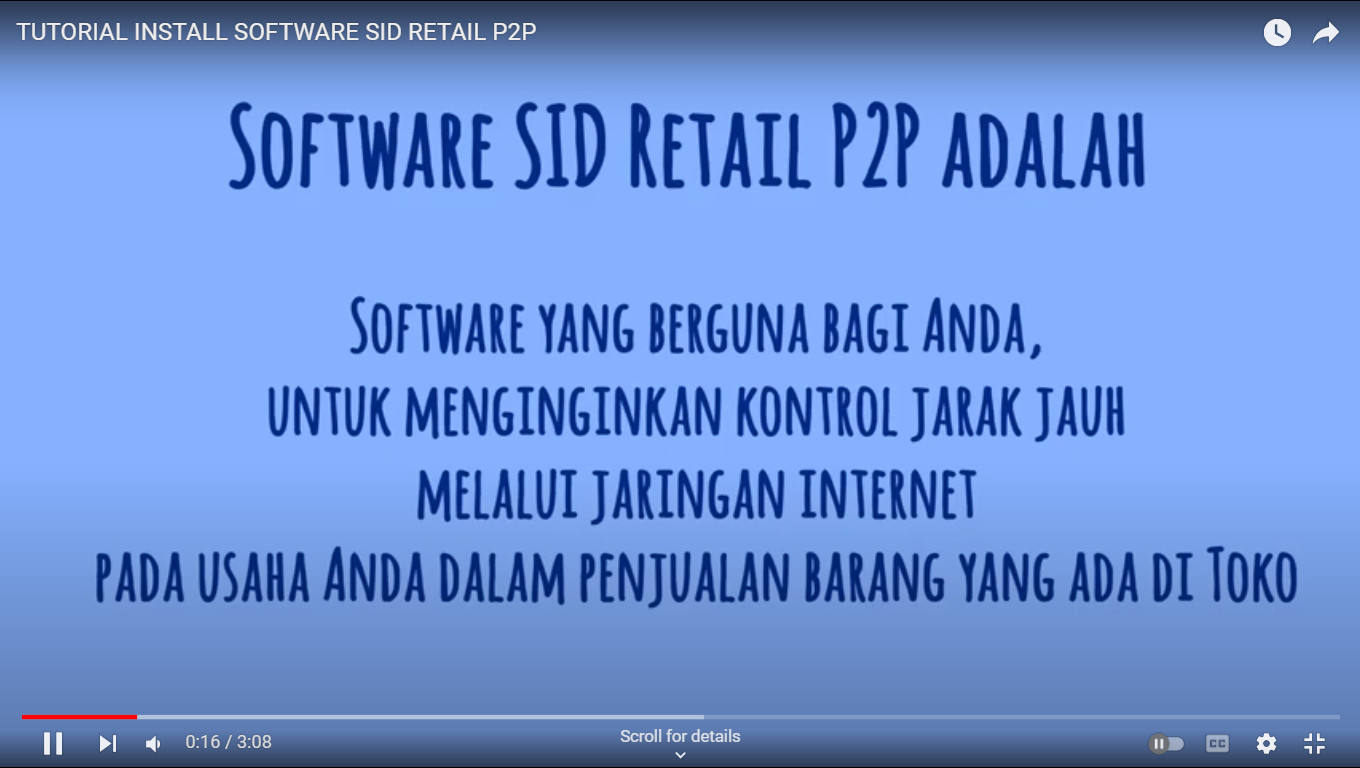 TUTORIAL INSTALL SOFTWARE SID RETAIL P2P
SOFTWARE SID RETAIL P2P ADALAH
SOFTWARE YANG BERGUNA BAGI ANDA,
UNTUK MENGINGINKAN KONTROL JARAK JAUH
MELALUI JARINGAN INTERNET
PADA USAHA ANDA DALAM PENJUALAN BARANG YANG ADA DI TOKO
0:16 / 3:08
Scroll for details
CC